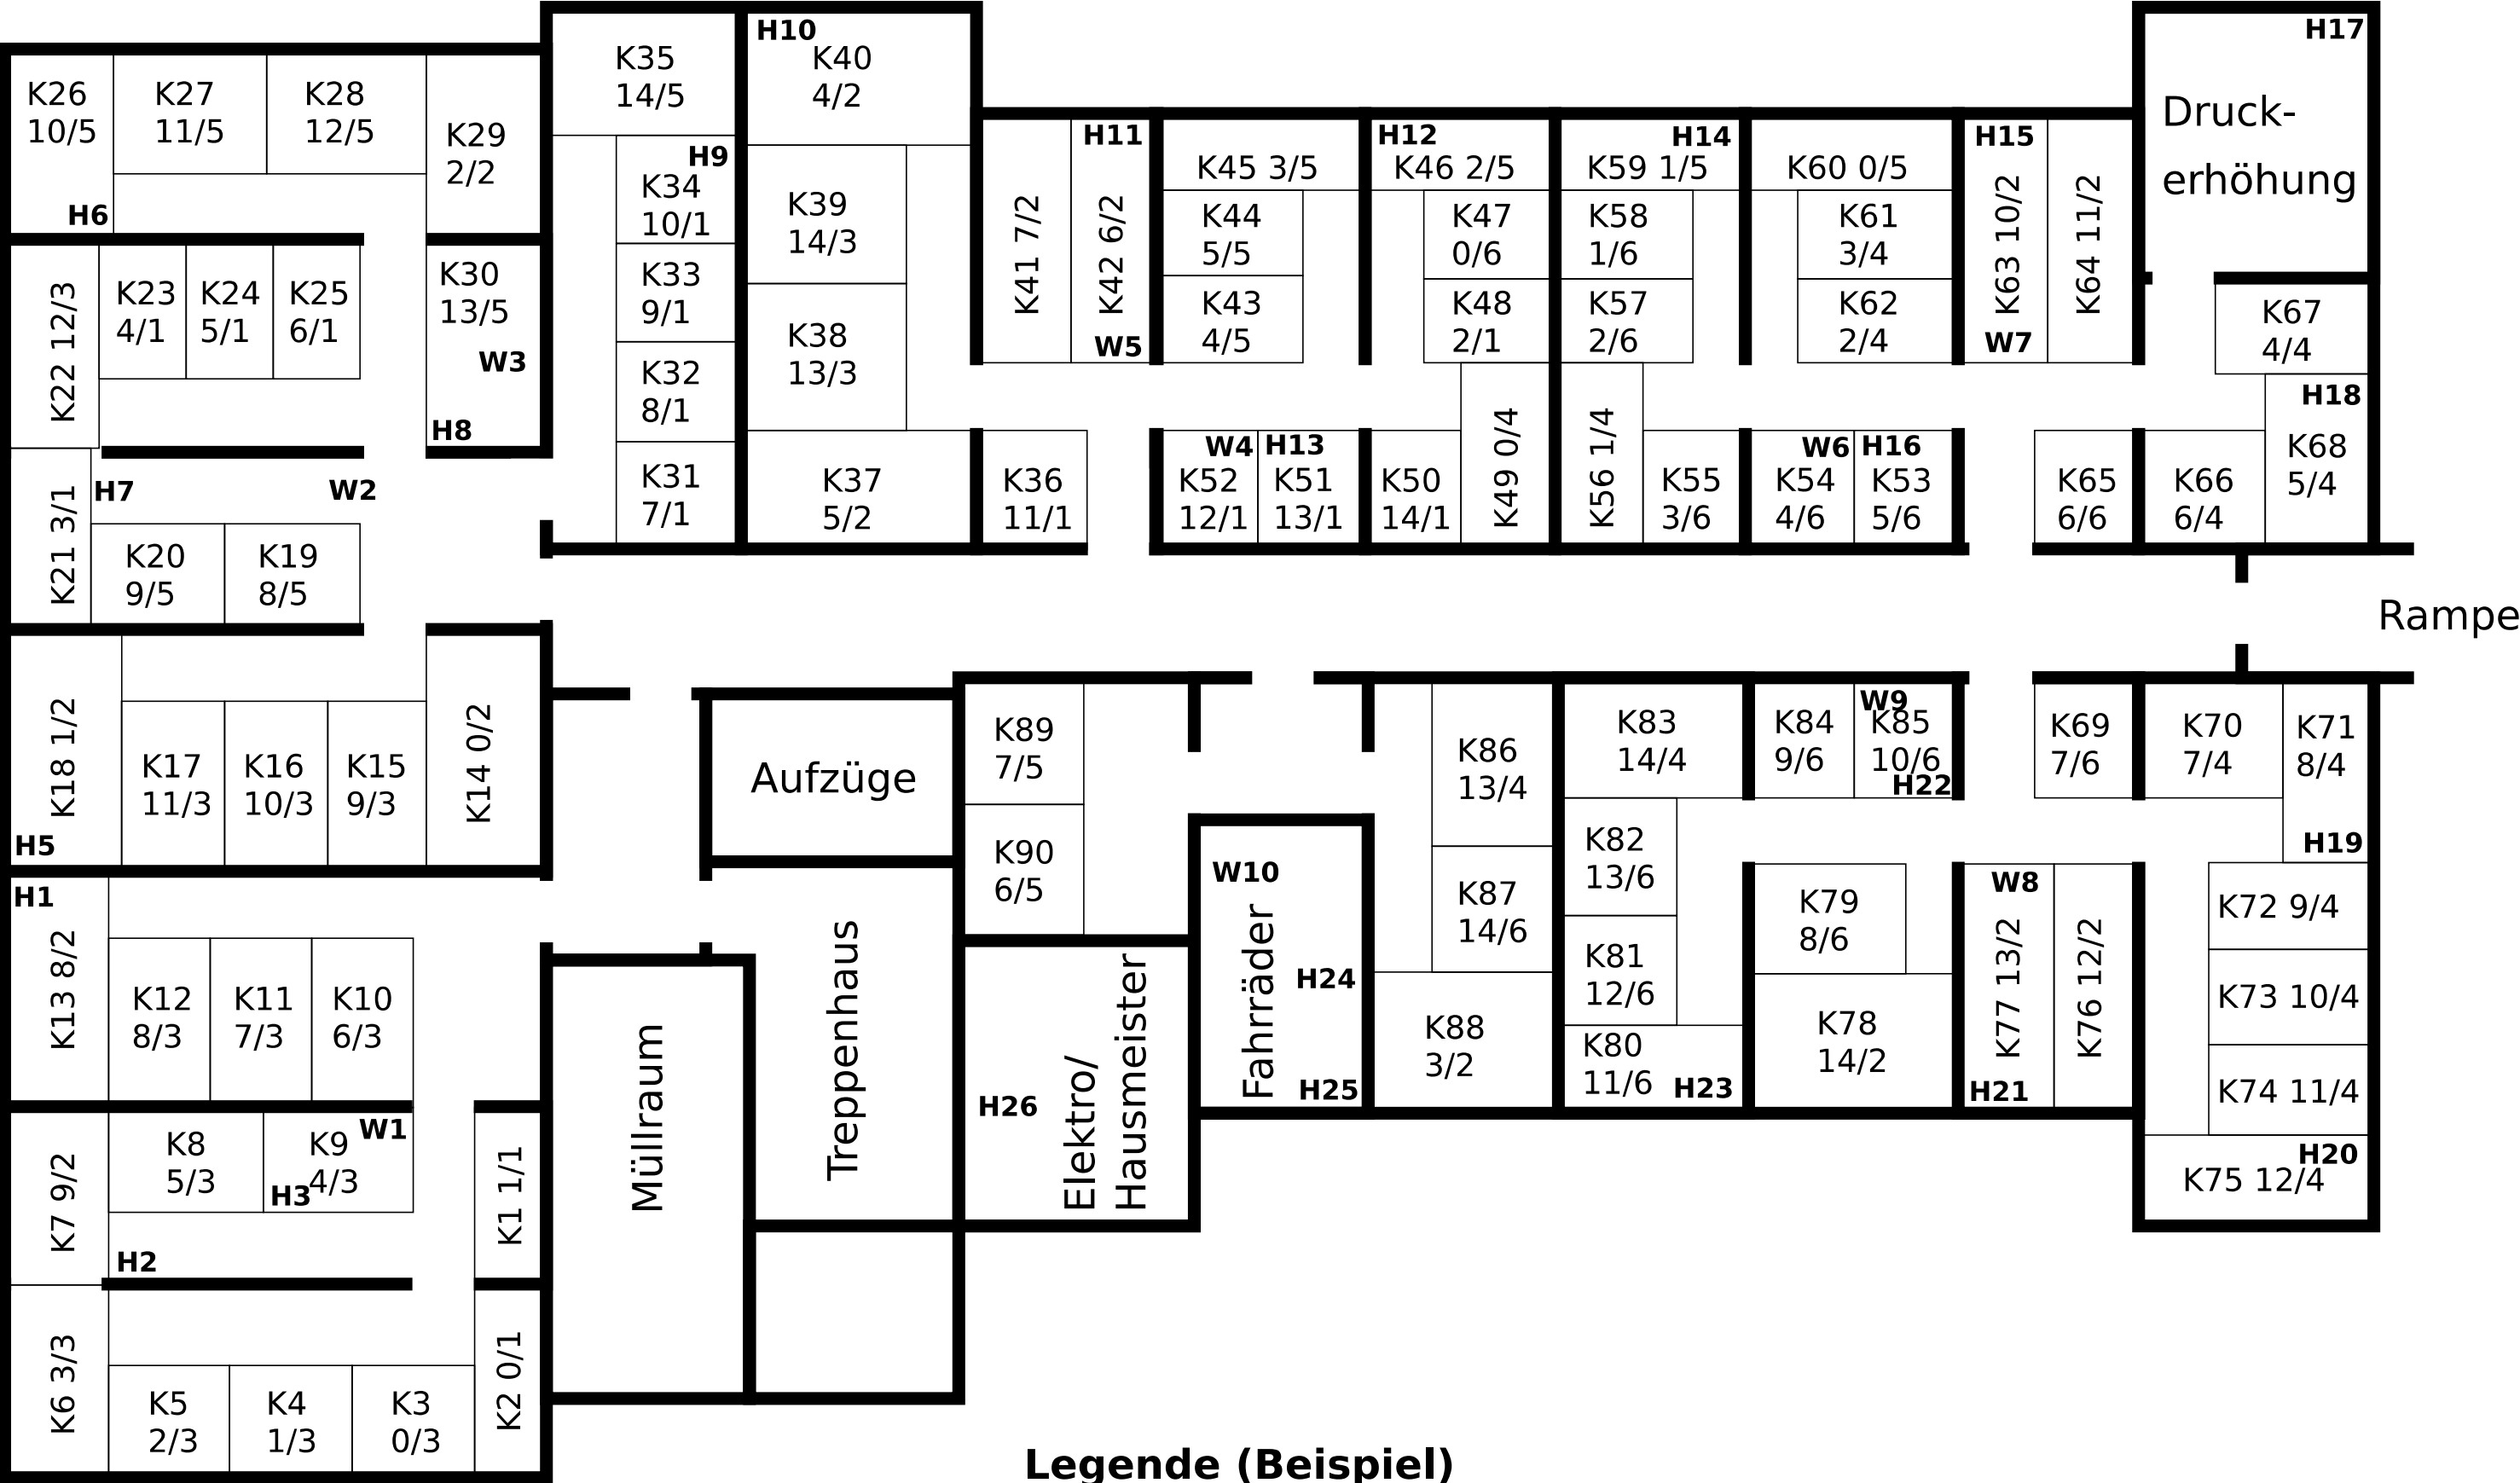 K26
10/5
H6
K27
11/5
K28
12/5
K29
2/2
K35
14/5
H10
K40
4/2
H9
K34
10/1
K33
9/1
K32
8/1
K31
7/1
K39
14/3
K38
13/3
K37
5/2
K22 12/3
K23
4/1
K24
5/1
K25
6/1
K30
13/5
W3
H8
K21 3/1
H7
W2
K20
9/5
K19
8/5
K41 7/2
H11
K42 6/2
W5
K36
11/1
K45 3/5
K44
5/5
K43
4/5
H12
K46 2/5
K47
0/6
K48
2/1
H14
K59 1/5
K58
1/6
K57
2/6
K60 0/5
K61
3/4
K62
2/4
H15
K63 10/2
W7
K64 11/2
H17
Druck-
erhöhung
K67
4/4
H18
K68
5/4
W4
K52
12/1
H13
K51
13/1
K50
14/1
K49 0/4
K56 1/4
K55
3/6
W6
K54
4/6
H16
K53
5/6
K65
6/6
K66
6/4
Rampe
K18 1/2
H5
K17
11/3
K16
10/3
K15
9/3
K14 0/2
Aufzüge
K89
7/5
K90
6/5
K86
13/4
K87
14/6
K88
3/2
K83
14/4
K82
13/6
K81
12/6
K80
11/6
H23
K84
9/6
W9
K85
10/6
H22
K69
7/6
K70
7/4
K71
8/4
H19
K79
8/6
K78
14/2
W8
K77 13/2
H21
K76 12/2
K72 9/4
K73 10/4
K74 11/4
H20
K75 12/4
H1
K13 8/2
K12
8/3
K11
7/3
K10
6/3
Müllraum
Treppenhaus
H26
Elektro/
Hausmeister
W10
Fahrräder
H24
H25
K7 9/2
K8
5/3
W1
K9
4/3
H3
K1 1/1
H2
K6 3/3
K5
2/3
K4
1/3
K3
0/3
K2 0/1
Legende (Beispiel)